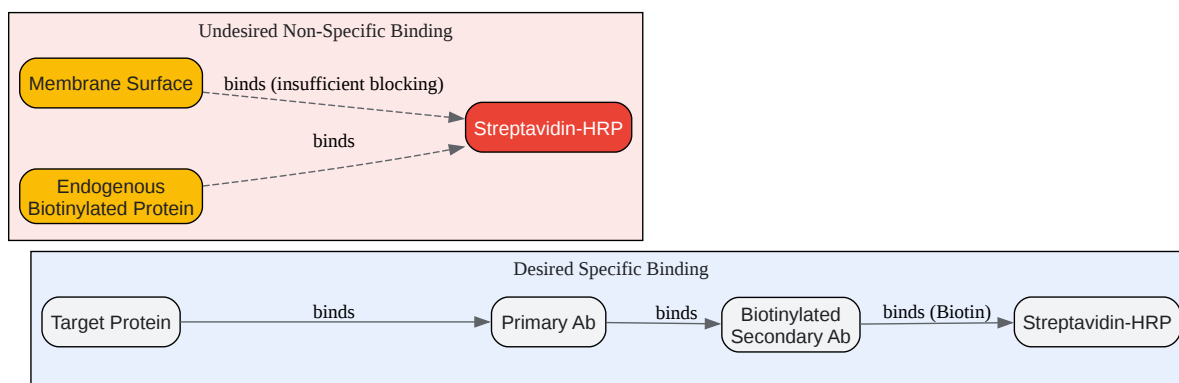 Undesired Non-Specific Binding
Membrane Surface
binds (insufficient blocking)
Streptavidin-HRP
binds
Endogenous
Biotinylated Protein
Desired Specific Binding
Target Protein
binds
Primary Ab
binds
Biotinylated
Secondary Ab
binds (Biotin)
Streptavidin-HRP